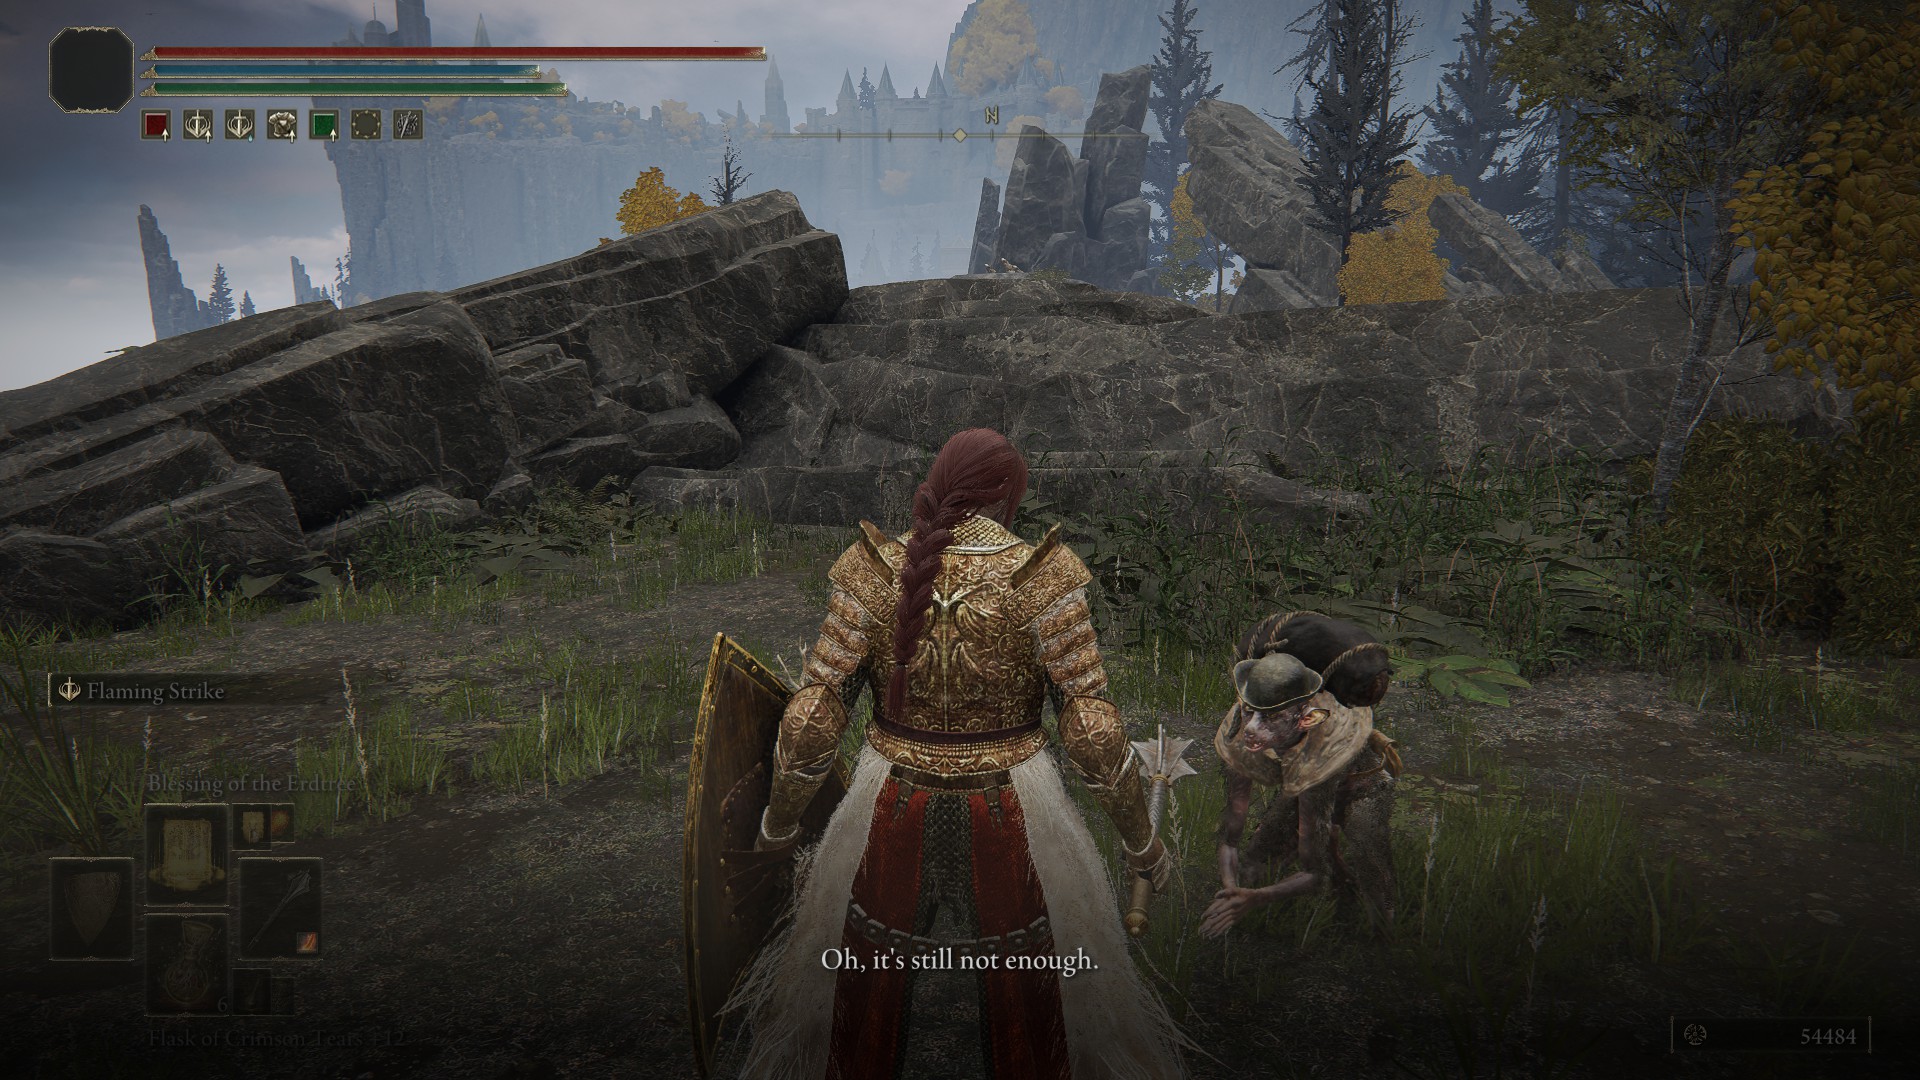 N
Flaming Strike
Blessing of the Erdtree
6
Flask of Crimson Tears +12
Oh, it's still not enough.
54484